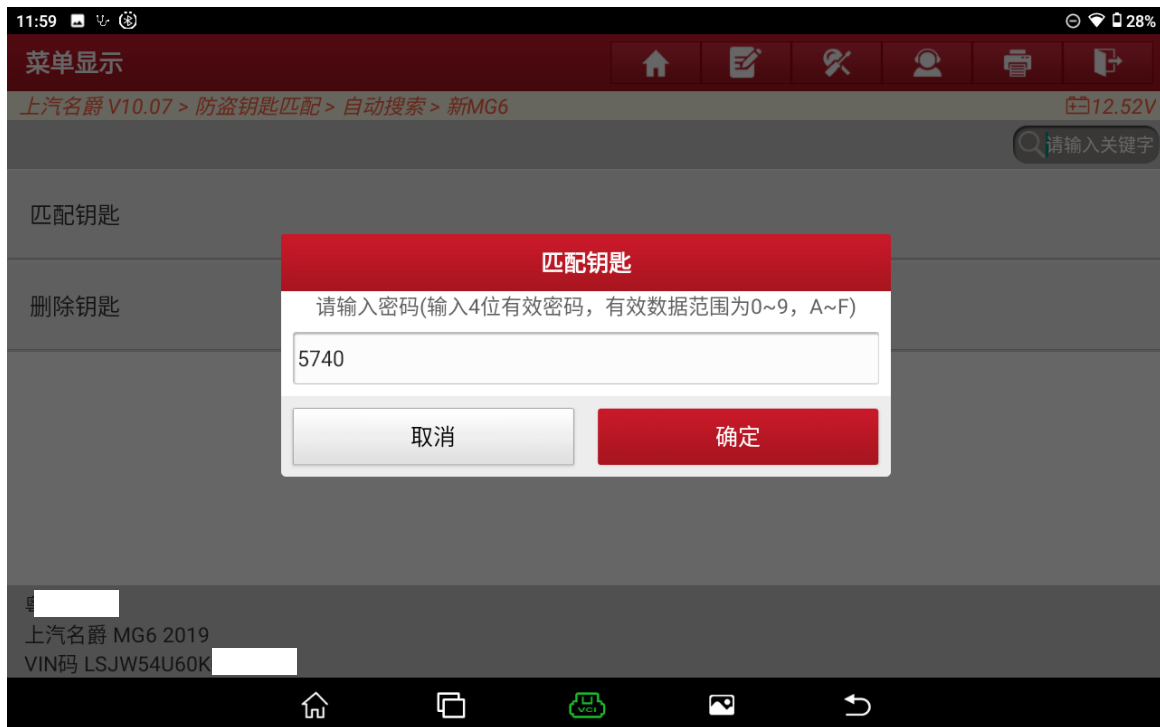 11:59
28%
菜单显示
上汽名爵 V10.07 > 防盗钥匙匹配 > 自动搜索 > 新MG6
12.52V
请输入关键字
匹配钥匙
匹配钥匙
请输入密码(输入4位有效密码，有效数据范围为0~9，A~F)
删除钥匙
5740
取消
确定
上汽名爵 MG6 2019
VIN码 LSJW54U60K
VCI